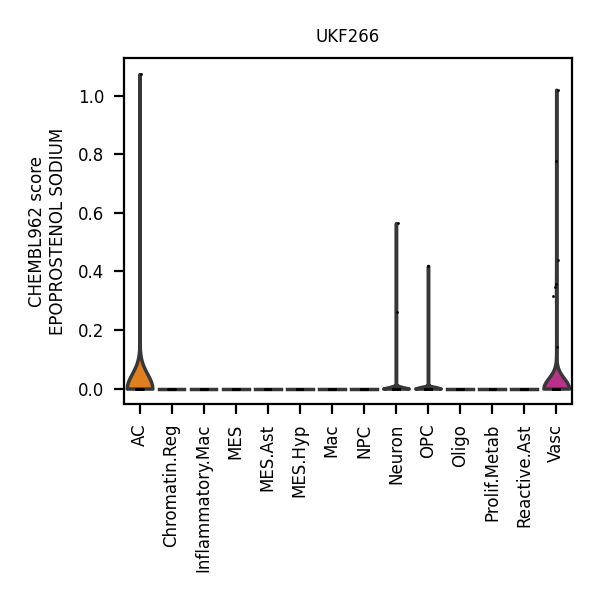 UKF266
CHEMBL962 score
EPOPROSTENOL SODIUM
1.0
0.8
0.6
0.4
0.2
0.0
AC
Chromatin.Reg
Inflammatory.Mac
MES
MES.Ast
MES.Hyp
Mac
NPC
Neuron
OPC
Oligo
Prolif.Metab
Reactive.Ast
Vasc